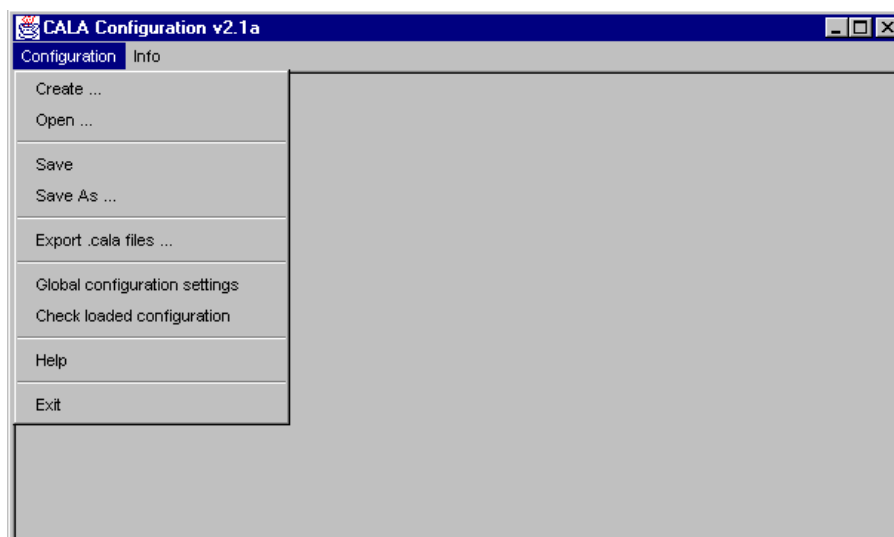 CALA Configuration v2.1a
Configuration Info
Create ...
Open ...
Save
Save As ...
Export .cala files ...
Global configuration settings
Check loaded configuration
Help
Exit